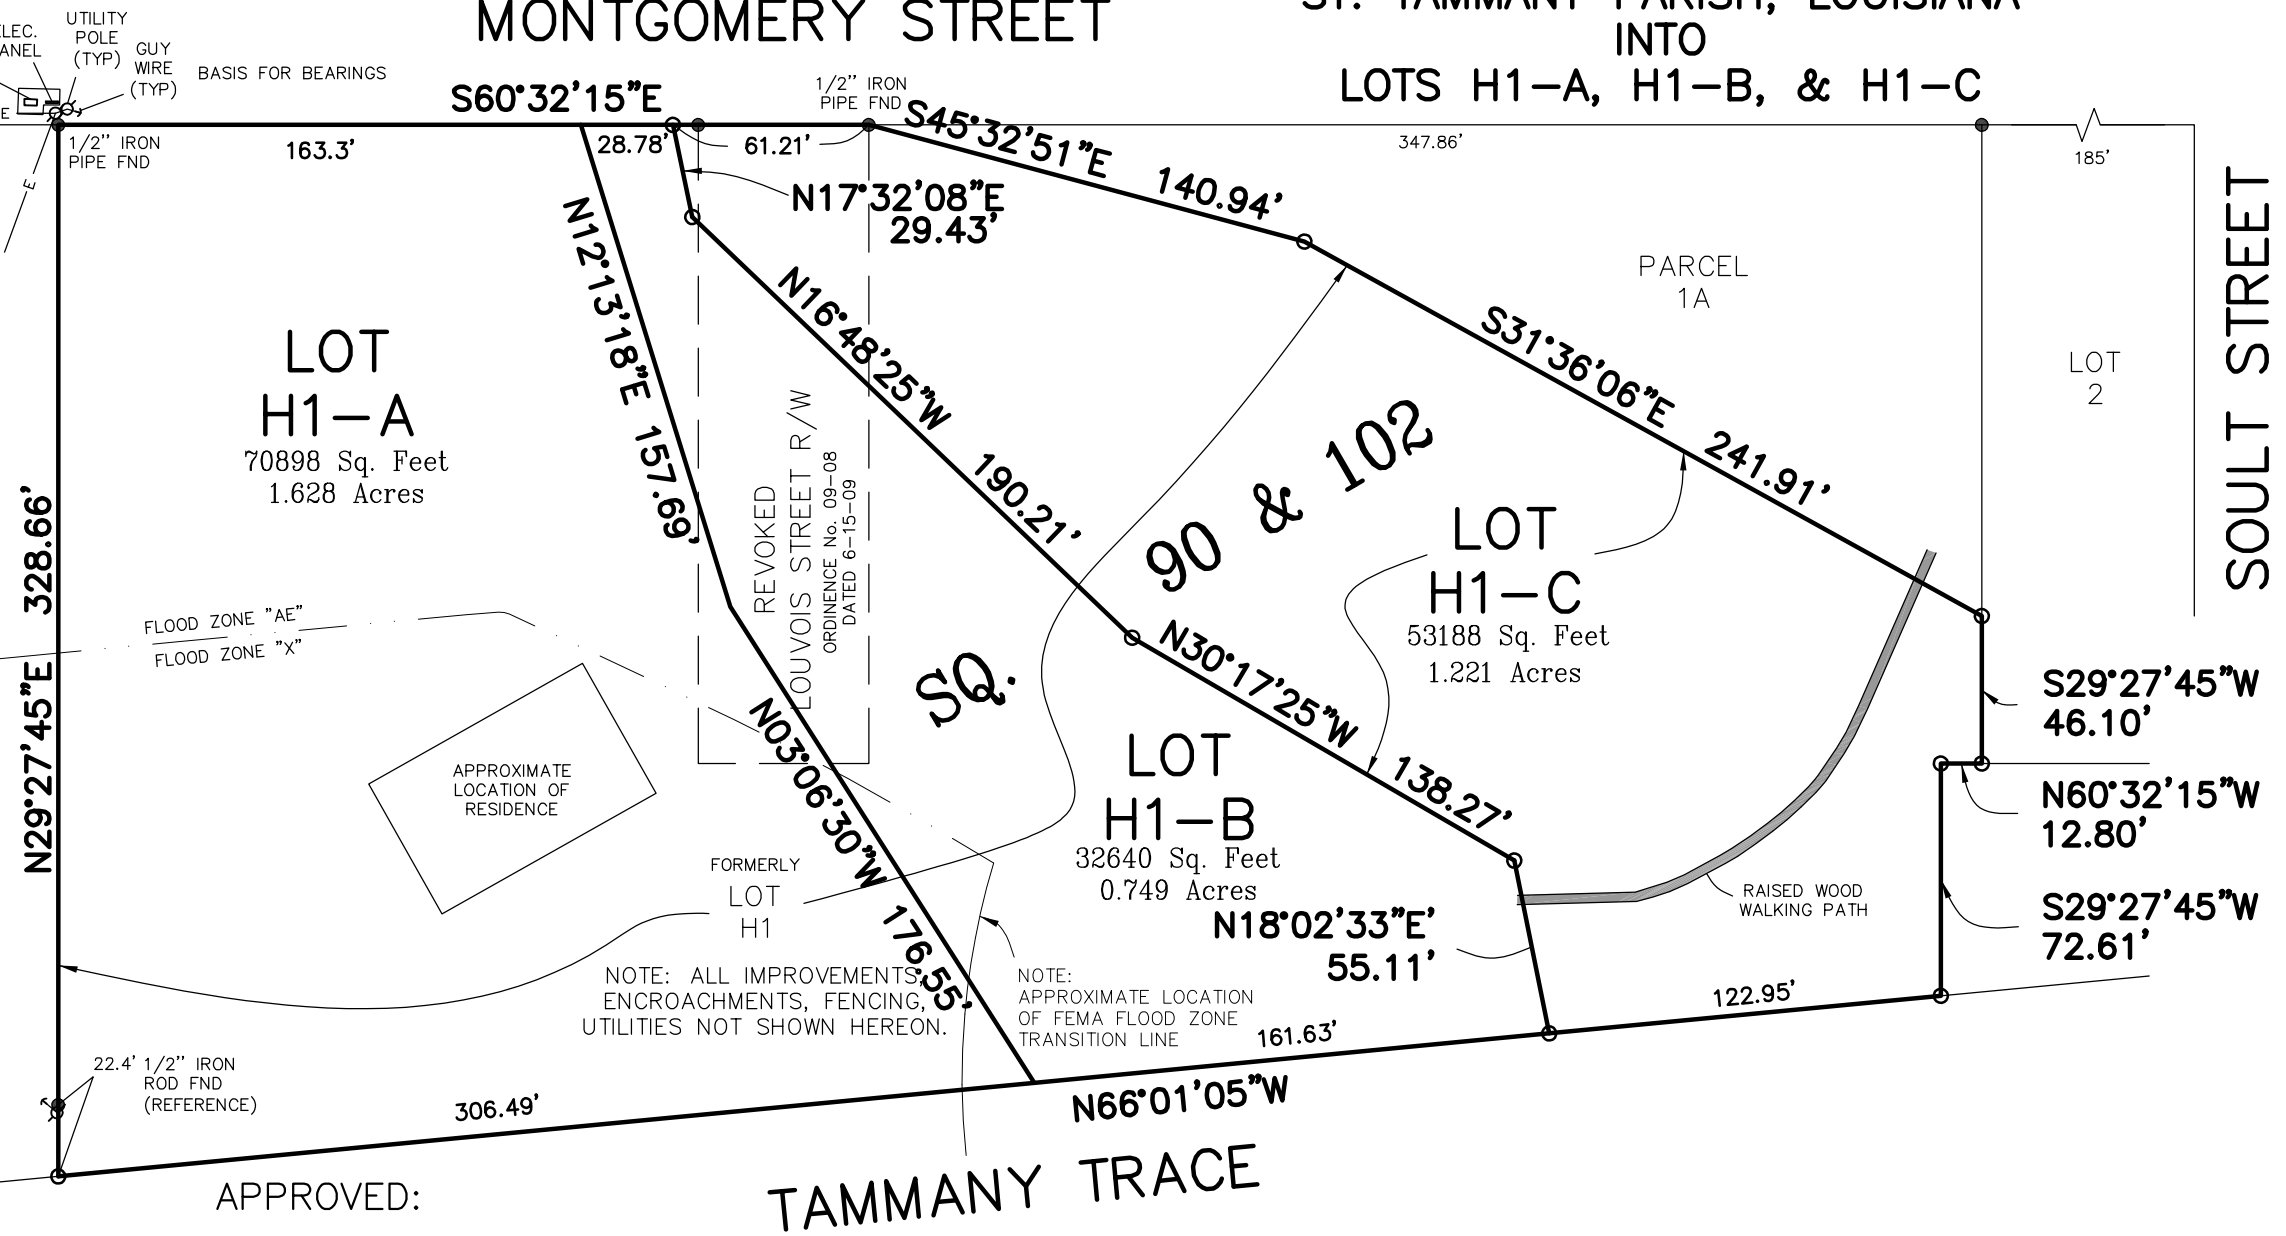 MONTGOMERY STREET
ST. TAMMANY PARISH, LOUISIANA
INTO
LOTS H1-A, H1-B, & H1-C
UTILITY
POLE
(TYP)
GUY
WIRE
(TYP)
BASIS FOR BEARINGS
S60°32'15"E
1/2" IRON
PIPE FND
1/2" IRON
PIPE FND
163.3'
28.78'
61.21'
S45°32'51"E 140.94'
347.86'
185'
N17°32'08"E
29.43'
E
SOULT STREET
PARCEL
1A
LOT
2
N12°13'18"E 157.69'
N16°48'25"W 190.21'
S31°36'06"E 241.91'
LOT
H1-A
70898 Sq. Feet
1.628 Acres
REVOKED
LOUVOIS STREET R/W
ORDINENCE No. 09-08
DATED 6-15-09
SQ. 90 & 102
LOT
H1-C
53188 Sq. Feet
1.221 Acres
N29°27'45"E 328.66'
FLOOD ZONE "AE"
FLOOD ZONE "X"
N30°17'25"W 138.27'
S29°27'45"W
46.10'
N60°32'15"W
12.80'
S29°27'45"W
72.61'
APPROXIMATE
LOCATION OF
RESIDENCE
N03°06'30"W 176.55'
LOT
H1-B
32640 Sq. Feet
0.749 Acres
FORMERLY
LOT
H1
N18°02'33"E'
55.11'
RAISED WOOD
WALKING PATH
NOTE: ALL IMPROVEMENTS,
ENCROACHMENTS, FENCING,
UTILITIES NOT SHOWN HEREON.
NOTE:
APPROXIMATE LOCATION
OF FEMA FLOOD ZONE
TRANSITION LINE
122.95'
161.63'
22.4' 1/2" IRON
ROD FND
(REFERENCE)
306.49'
N66°01'05"W
TAMMANY TRACE
APPROVED: